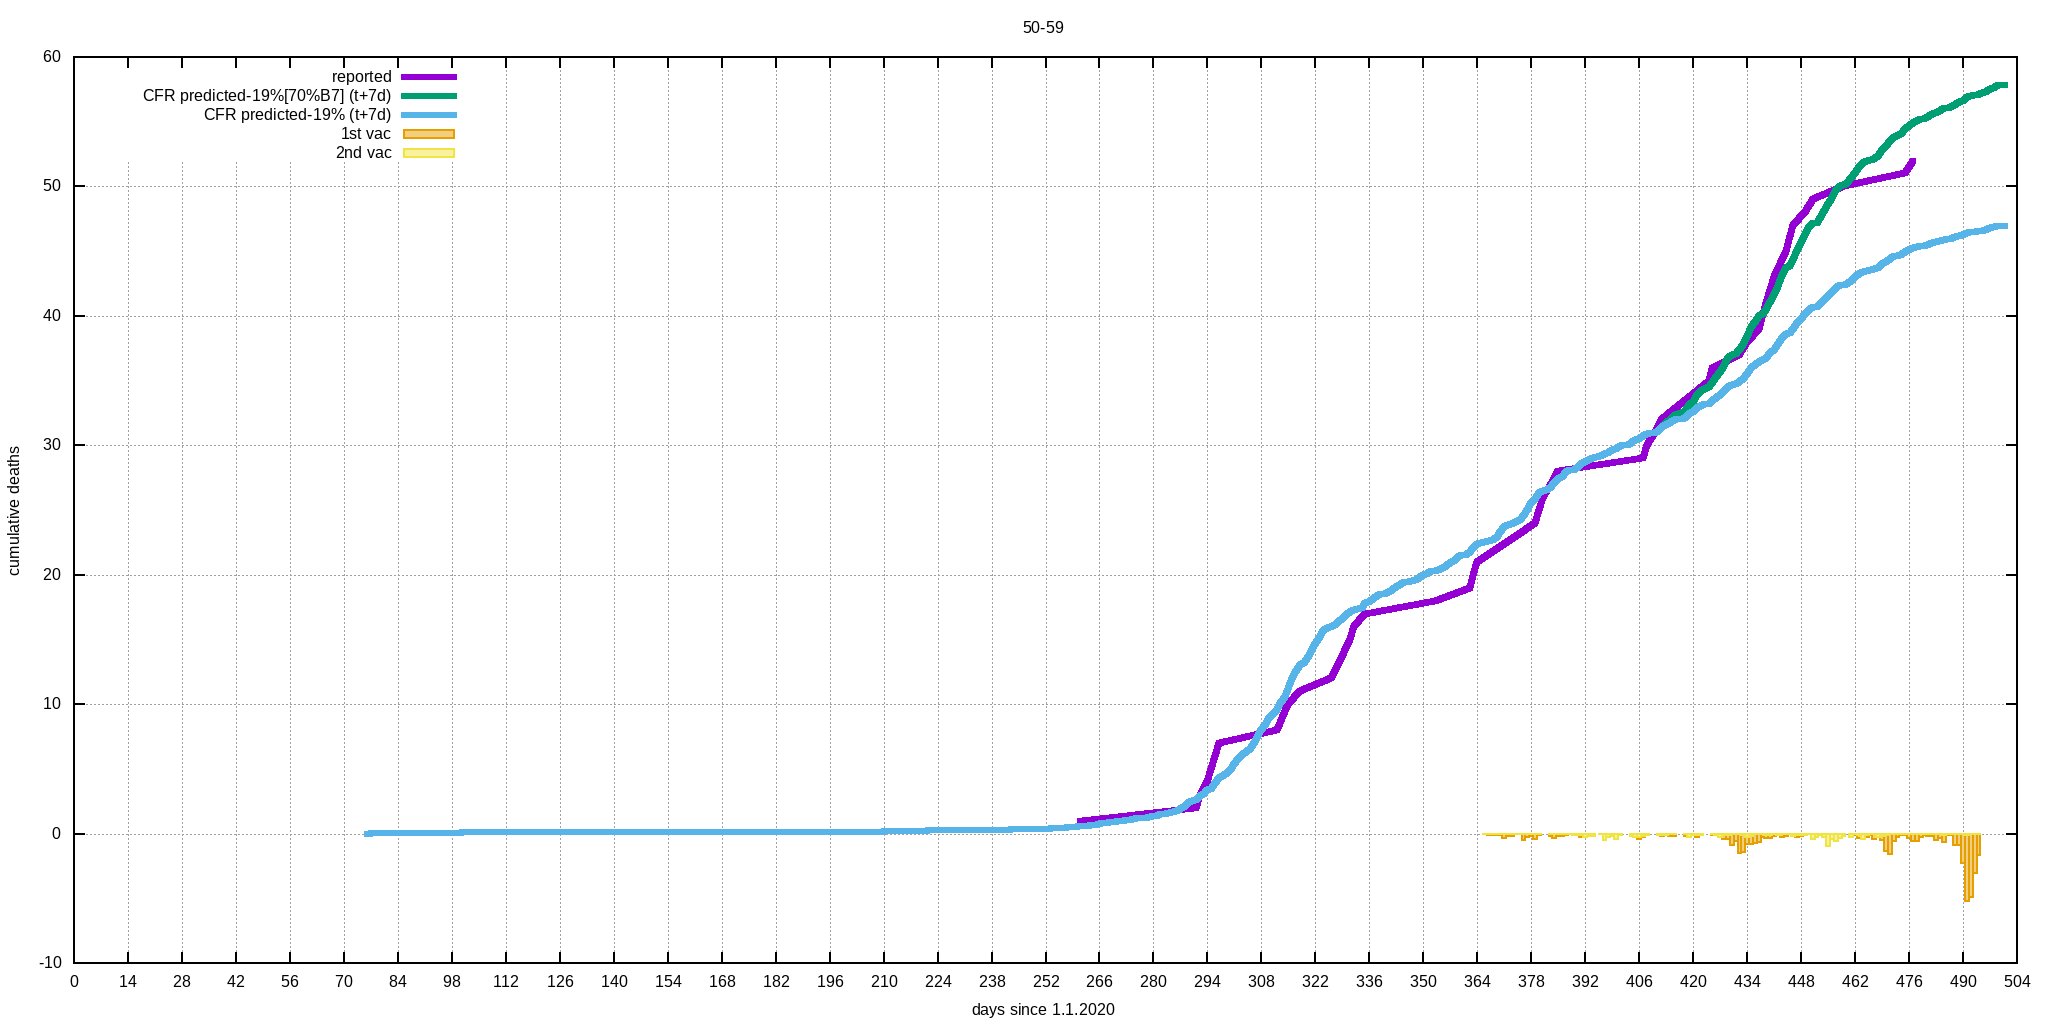 50-59
60
50
40
30
20
10
0
-10
cumulative deaths
reported
CFR predicted-19%[70%B7] (t+7d)
CFR predicted-19% (t+7d)
1st vac
2nd vac
0 14 28 42 56 70 84 98 112 126 140 154 168 182 196 210 224 238 252 266 280 294 308 322 336 350 364 378 392 406 420 434 448 462 476 490 504
days since 1.1.2020